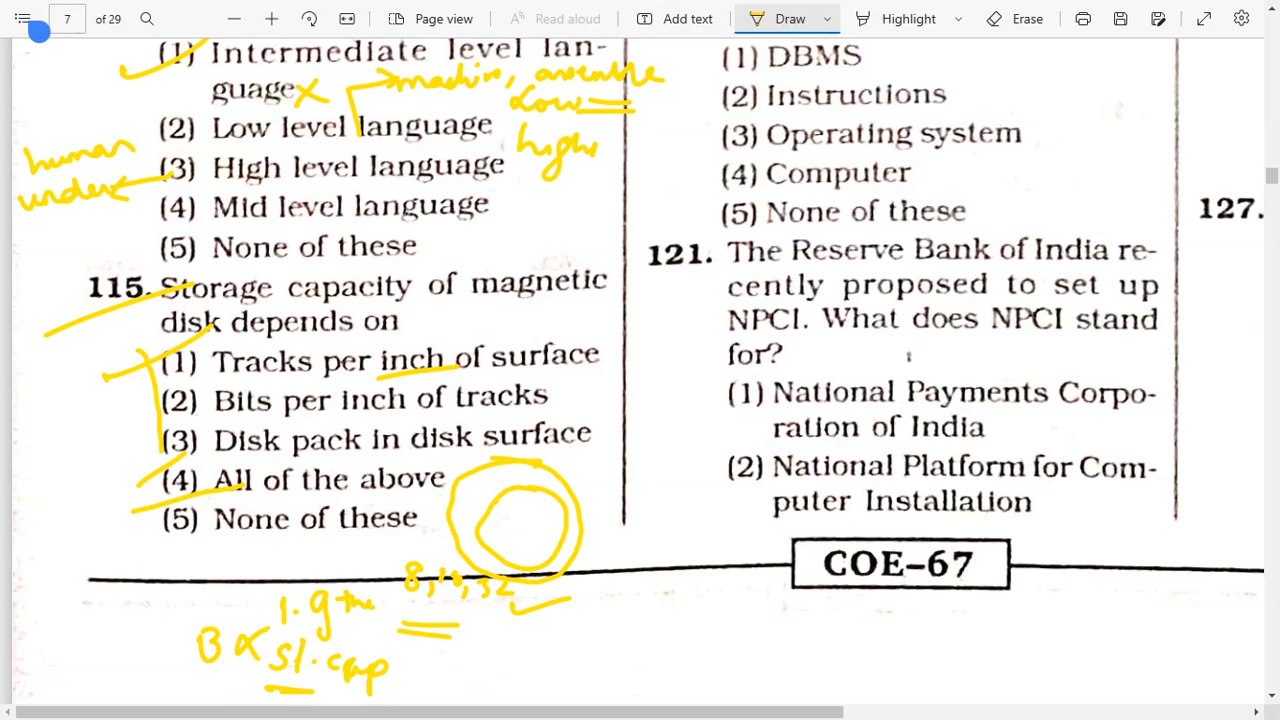 7 of 29
Page view
Read aloud
Add text
Draw
Highlight
Erase
(1) Intermediate level lan-
guage
(2) Low level language
(3) High level language
(4) Mid level language
(5) None of these
machine,
Low
high
human
under
115. Storage capacity of magnetic
disk depends on
(1) Tracks per inch of surface
(2) Bits per inch of tracks
(3) Disk pack in disk surface
(4) All of the above
(5) None of these
8, 16, 32
B ∝ St. cap
(1) DBMS
(2) Instructions
(3) Operating system
(4) Computer
(5) None of these
121. The Reserve Bank of India re-
cently proposed to set up
NPCI. What does NPCI stand
for?
(1) National Payments Corpo-
ration of India
(2) National Platform for Com-
puter Installation
127.
COE–67